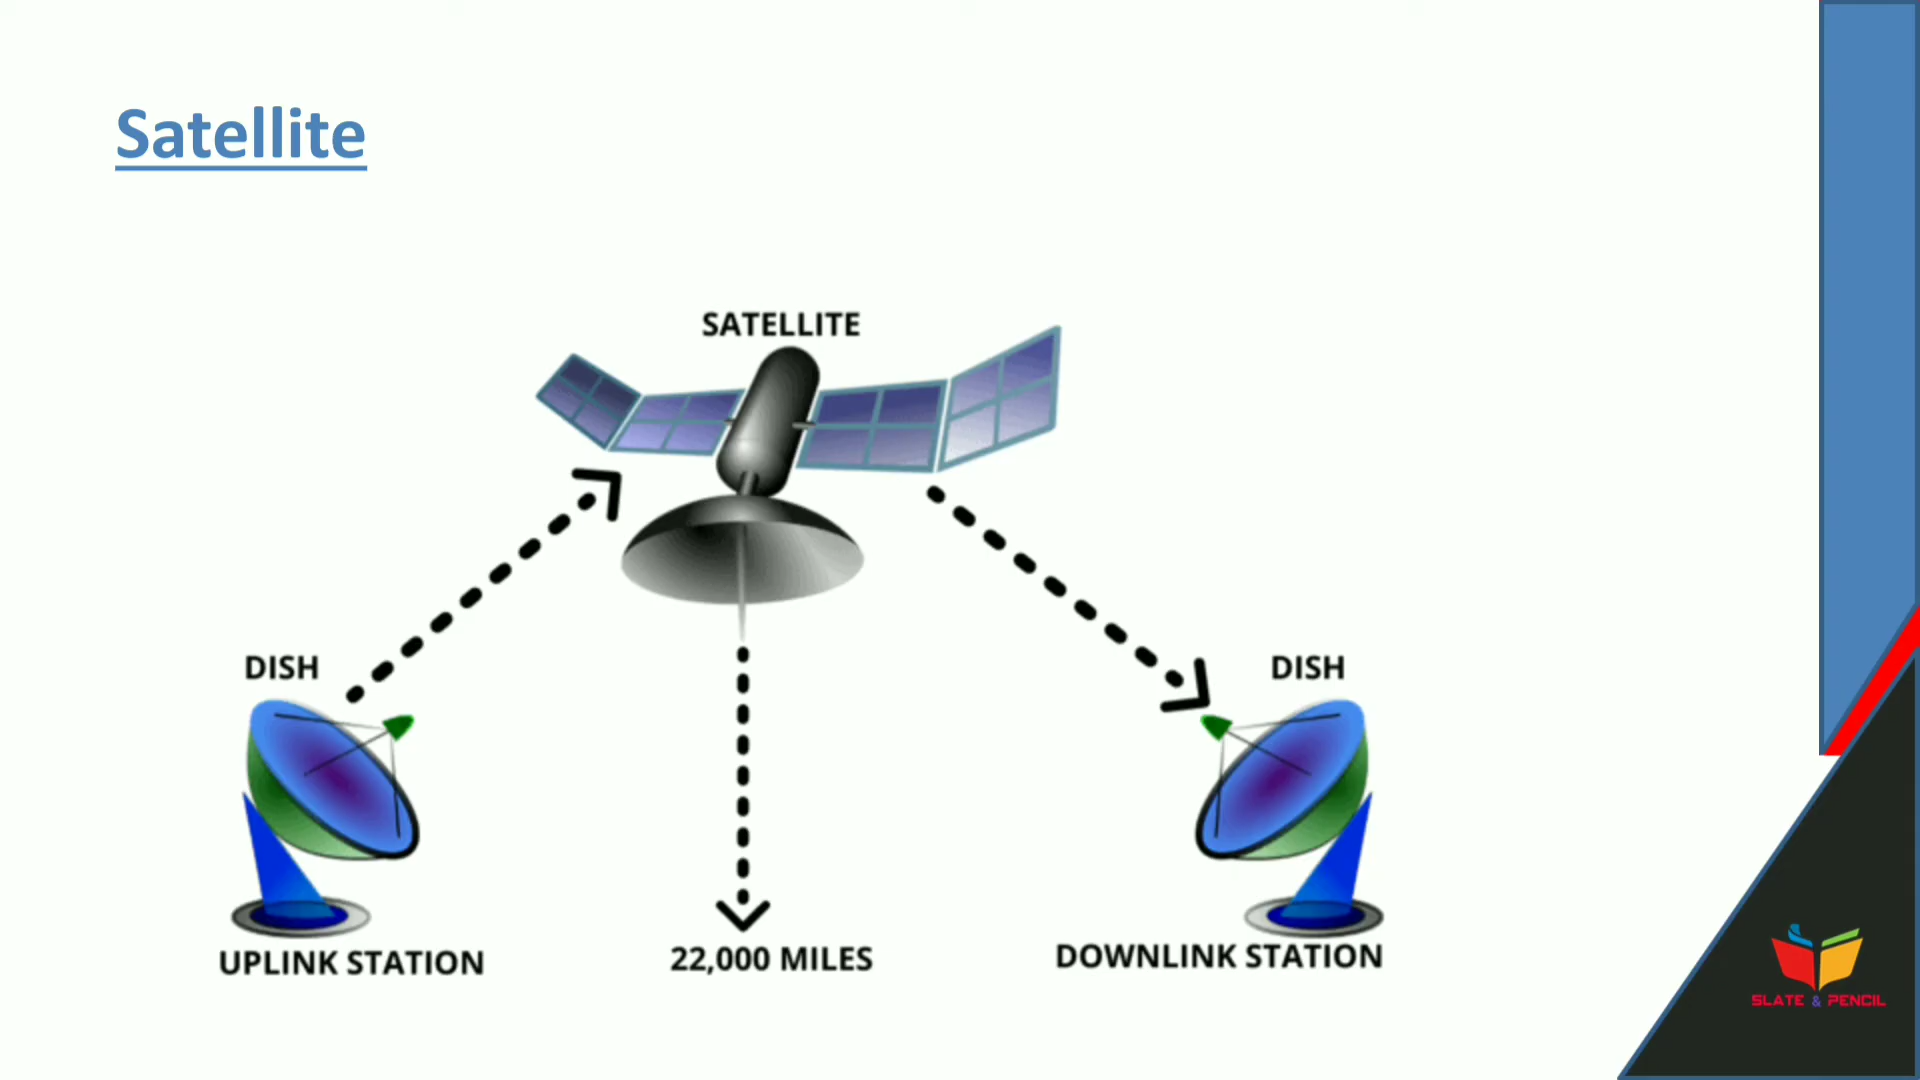 Satellite
SATELLITE
DISH
DISH
UPLINK STATION
22,000 MILES
DOWNLINK STATION
SLATE & PENCIL